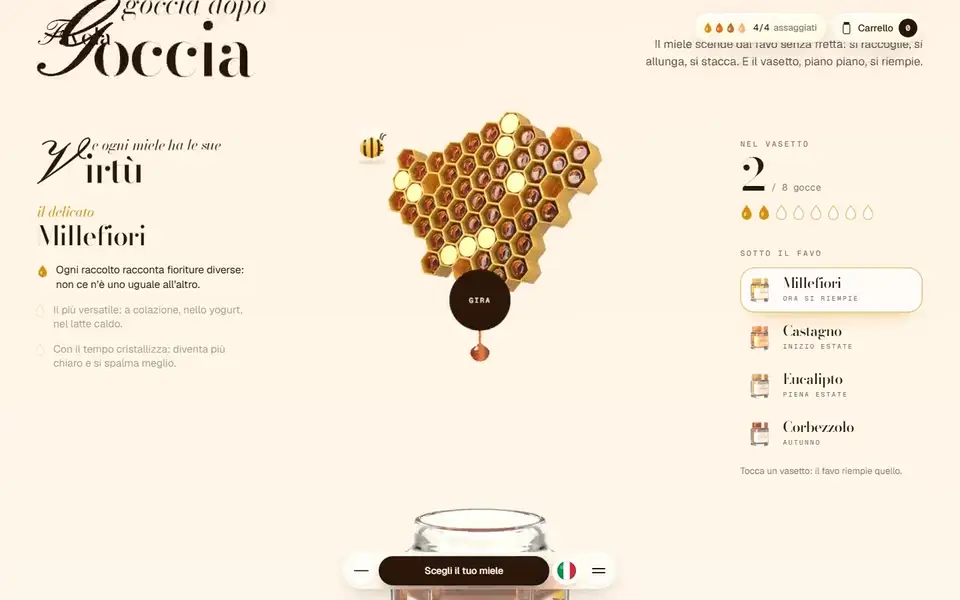 goccia dopo
Goccia
Favola
4/4 assaggiati
Carrello 0
Il miele scende dal favo senza fretta: si raccoglie, si
allunga, si stacca. E il vasetto, piano piano, si riempie.
e ogni miele ha le sue
Virtù
il delicato
Millefiori
Ogni raccolto racconta fioriture diverse:
non ce n'è uno uguale all'altro.
Il più versatile: a colazione, nello yogurt,
nel latte caldo.
Con il tempo cristallizza: diventa più
chiaro e si spalma meglio.
GIRA
NEL VASETTO
2 / 8 gocce
SOTTO IL FAVO
Millefiori
ORA SI RIEMPIE
Castagno
INIZIO ESTATE
Eucalipto
PIENA ESTATE
Corbezzolo
AUTUNNO
Tocca un vasetto: il favo riempie quello.
Scegli il tuo miele